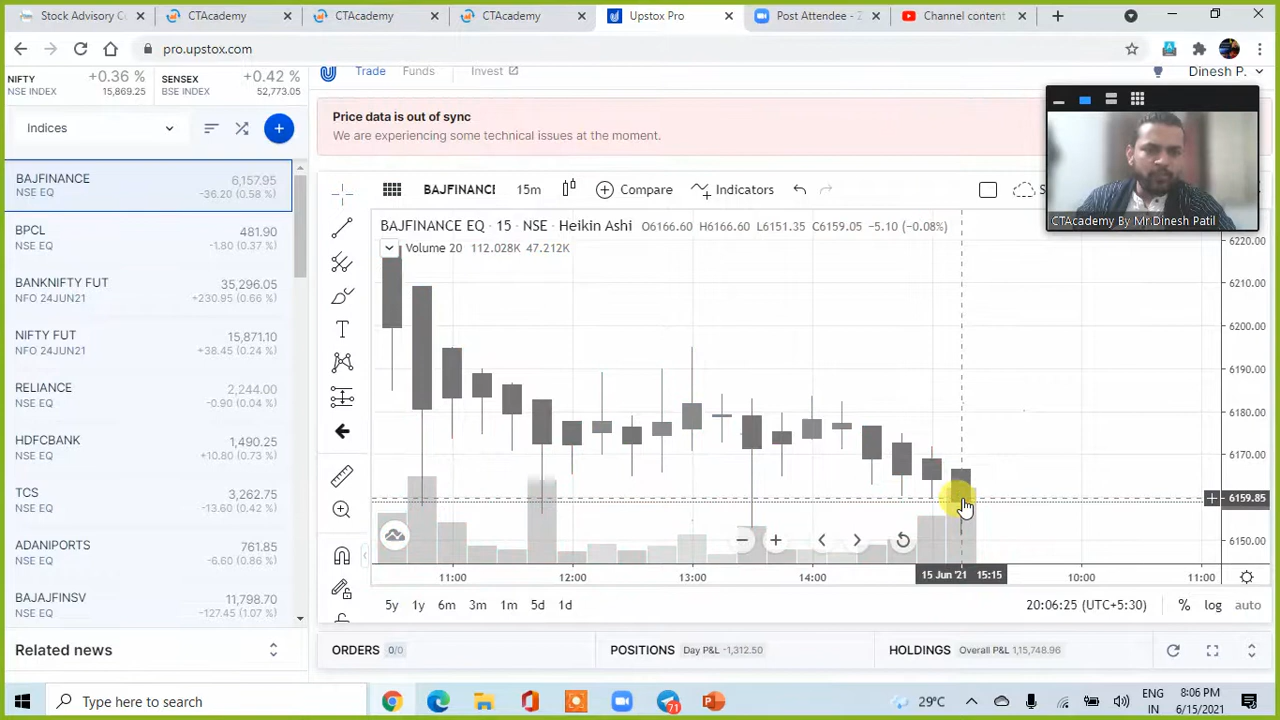 Stock Advisory C
CTAcademy
CTAcademy
CTAcademy
Upstox Pro
Post Attendee - Z
Channel content
pro.upstox.com
NIFTY
NSE INDEX
+0.36 %
15,869.25
SENSEX
BSE INDEX
+0.42 %
52,773.05
Trade
Funds
Invest
Dinesh P.
Indices
Price data is out of sync
We are experiencing some technical issues at the moment.
CTAcademy By Mr.Dinesh Patil
BAJFINANCE 6,157.95
NSE EQ -36.20 (0.58 %)
BPCL 481.90
NSE EQ -1.80 (0.37 %)
BANKNIFTY FUT 35,296.05
NFO 24JUN21 +230.95 (0.66 %)
NIFTY FUT 15,871.10
NFO 24JUN21 +38.45 (0.24 %)
RELIANCE 2,244.00
NSE EQ -0.90 (0.04 %)
HDFCBANK 1,490.25
NSE EQ +10.80 (0.73 %)
TCS 3,262.75
NSE EQ -13.60 (0.42 %)
ADANIPORTS 761.85
NSE EQ -6.60 (0.86 %)
BAJAJFINSV 11,798.70
NSE EQ -127.45 (1.07 %)
Related news
BAJFINANCE 15m Compare Indicators
BAJFINANCE EQ · 15 · NSE Heikin Ashi O6166.60 H6166.60 L6151.35 C6159.05 -5.10 (-0.08%)
Volume 20 112.028K 47.212K
6220.00
6210.00
6200.00
6190.00
6180.00
6170.00
6159.85
6150.00
11:00 12:00 13:00 14:00 15 Jun '21 15:15 10:00 11:00
5y 1y 6m 3m 1m 5d 1d
20:06:25 (UTC+5:30) % log auto
ORDERS 0/0
POSITIONS Day P&L -1,312.50
HOLDINGS Overall P&L 1,15,748.96
Type here to search
71
29°C
ENG
IN
8:06 PM
6/15/2021